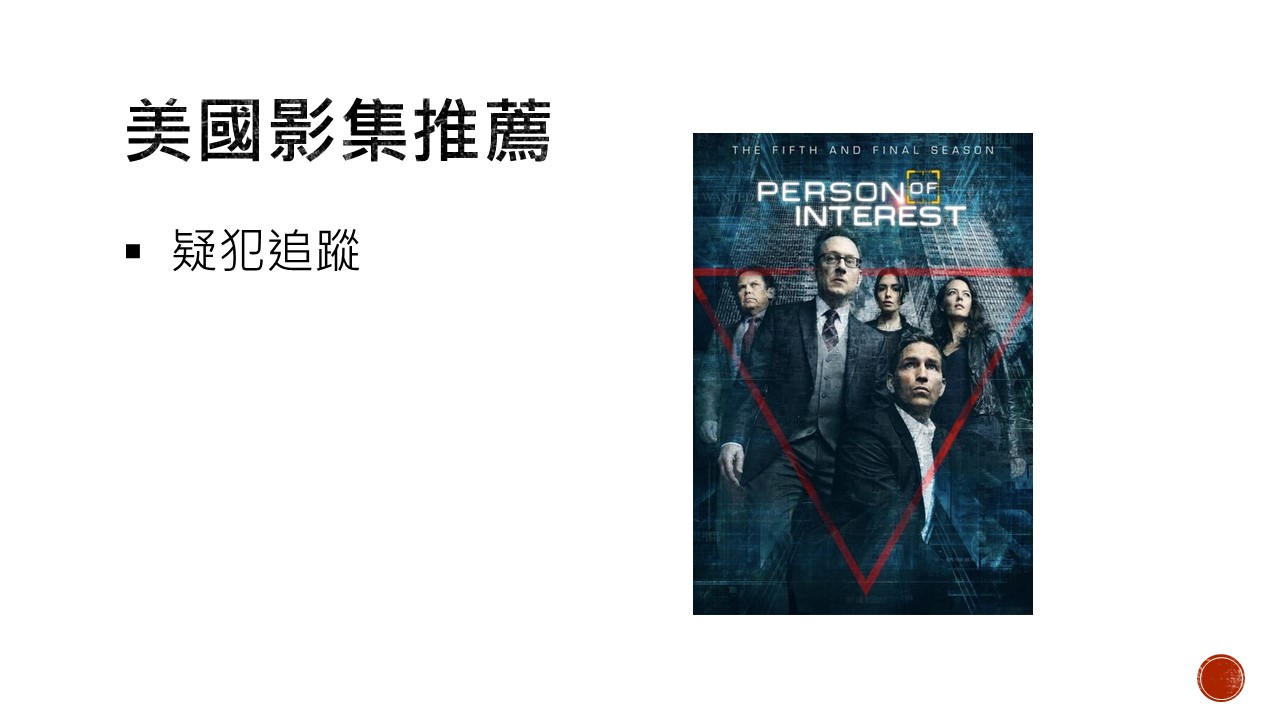 美國影集推薦
疑犯追蹤
THE FIFTH AND FINAL SEASON
PERSON OF
INTEREST